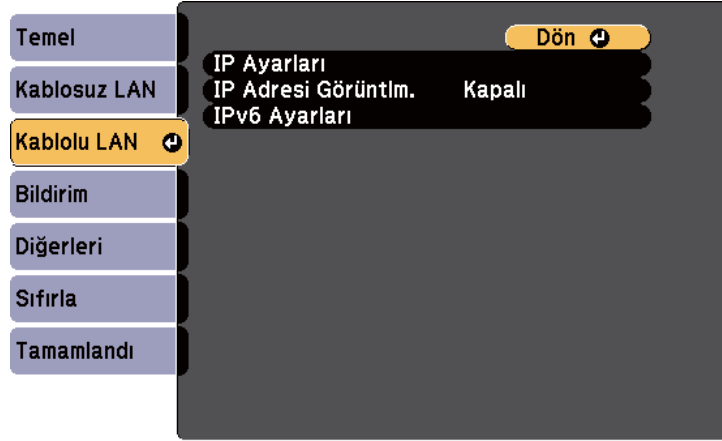 Temel
Kablosuz LAN
Kablolu LAN
Bildirim
Diğerleri
Sıfırla
Tamamlandı
Dön
IP Ayarları
IP Adresi Görüntlm. Kapalı
IPv6 Ayarları